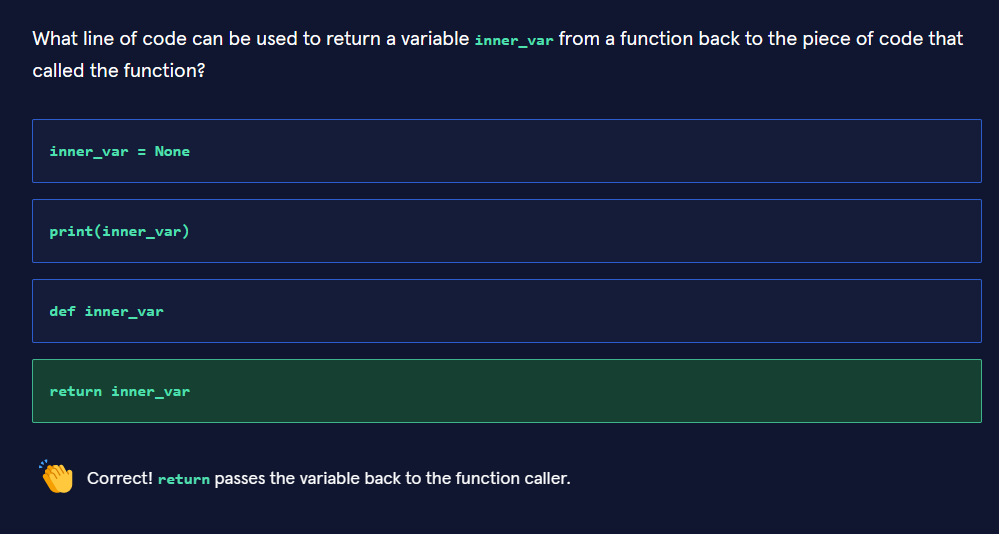 What line of code can be used to return a variable inner_var from a function back to the piece of code that
called the function?
inner_var = None
print(inner_var)
def inner_var
return inner_var
Correct! return passes the variable back to the function caller.